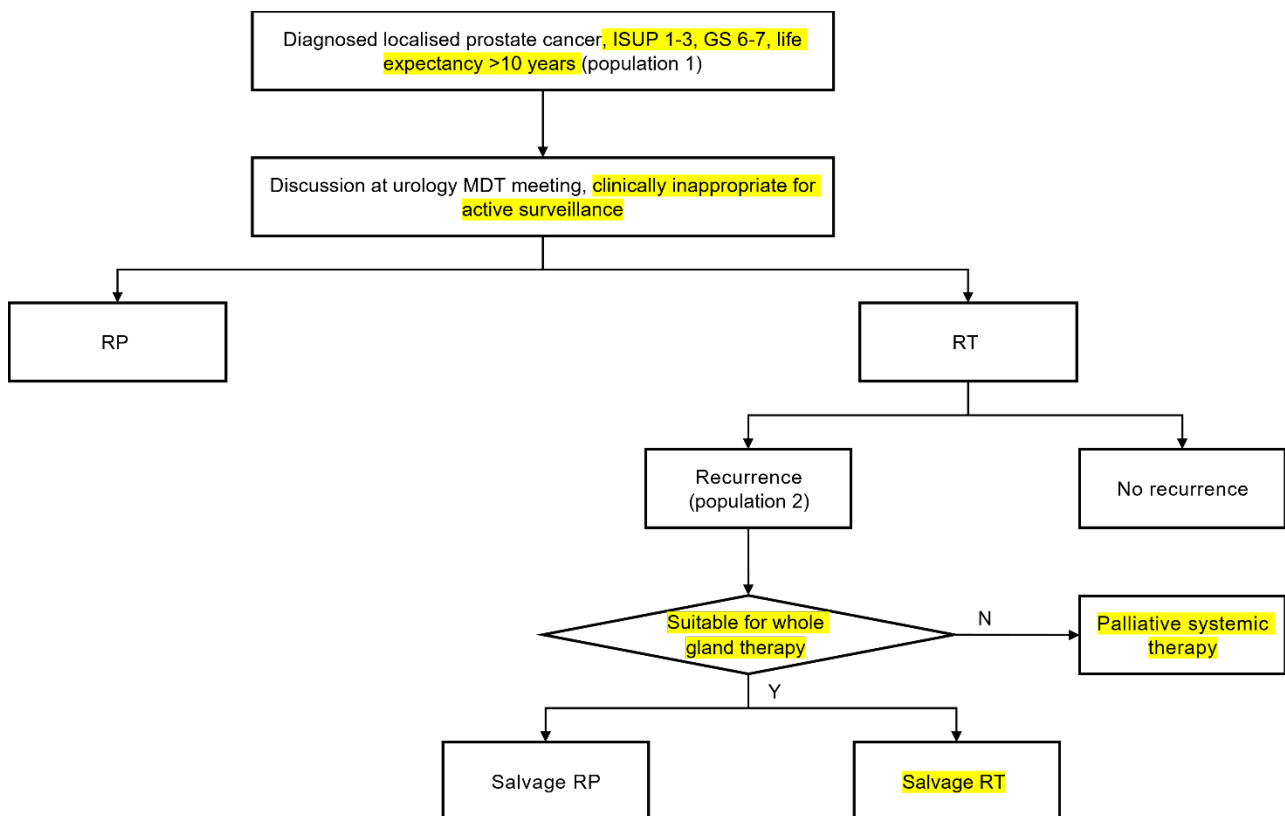 Diagnosed localised prostate cancer, ISUP 1-3, GS 6-7, life
expectancy >10 years (population 1)
Discussion at urology MDT meeting, clinically inappropriate for
active surveillance
RP
RT
Recurrence
(population 2)
No recurrence
Suitable for whole
gland therapy
N
Palliative systemic
therapy
Y
Salvage RP
Salvage RT